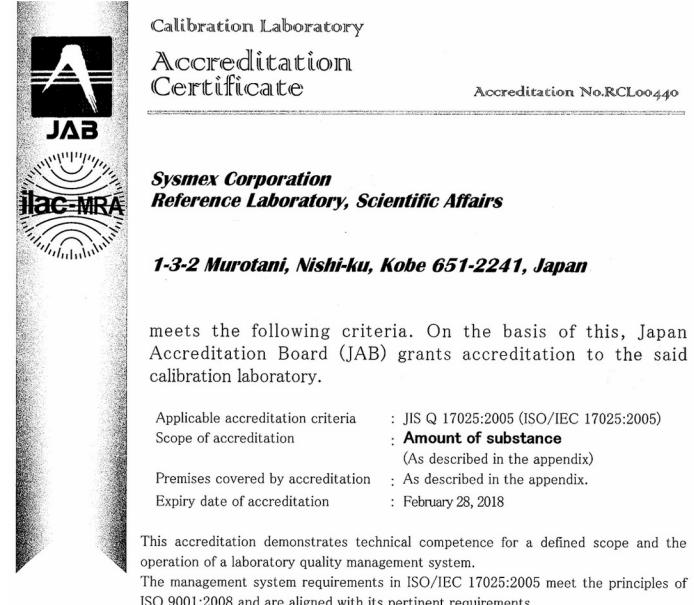 Calibration Laboratory
Accreditation
Certificate
Accreditation No.RCL00440
JAB
ilac-MRA
Sysmex Corporation
Reference Laboratory, Scientific Affairs
1-3-2 Murotani, Nishi-ku, Kobe 651-2241, Japan
meets the following criteria. On the basis of this, Japan
Accreditation Board (JAB) grants accreditation to the said
calibration laboratory.
Applicable accreditation criteria : JIS Q 17025:2005 (ISO/IEC 17025:2005)
Scope of accreditation : Amount of substance
(As described in the appendix)
Premises covered by accreditation : As described in the appendix.
Expiry date of accreditation : February 28, 2018
This accreditation demonstrates technical competence for a defined scope and the
operation of a laboratory quality management system.
The management system requirements in ISO/IEC 17025:2005 meet the principles of
ISO 9001:2008 and are aligned with its pertinent requirements.